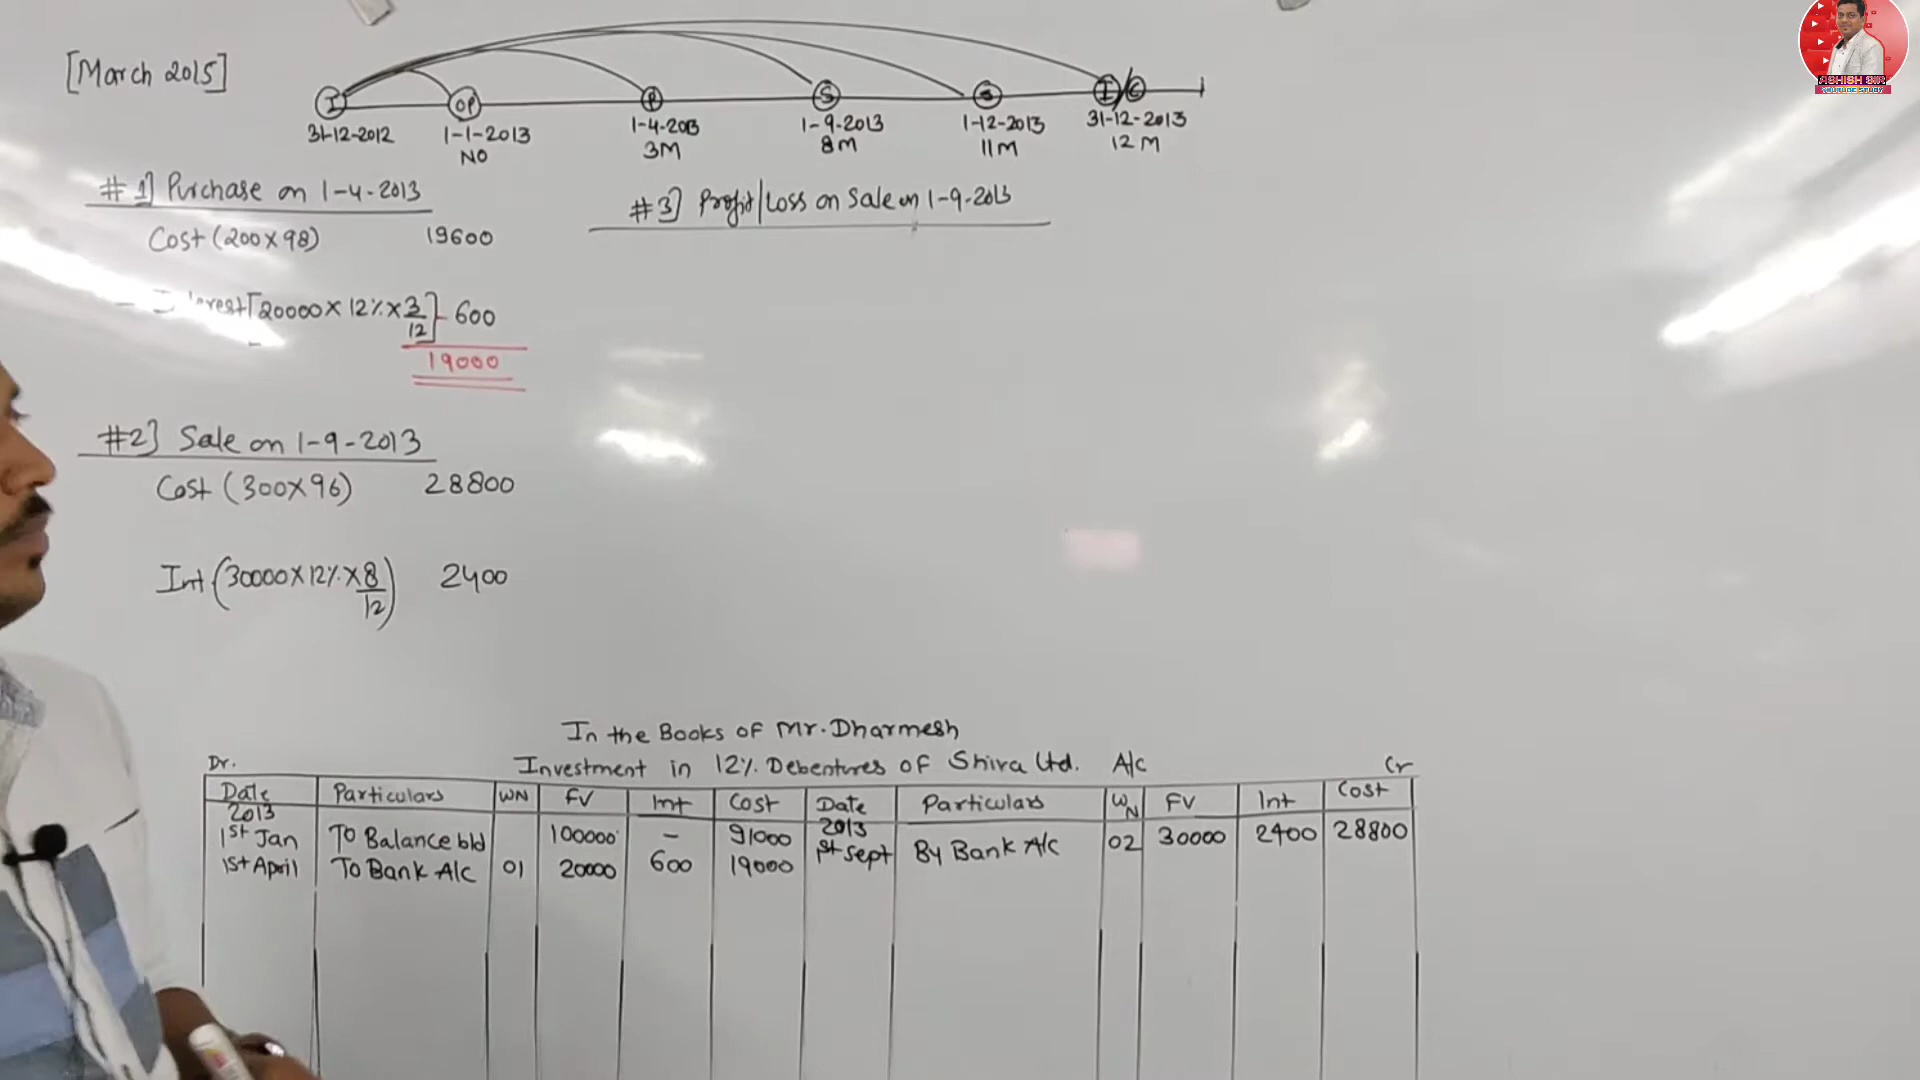 [March 2015]
I OP P S S I/C
31-12-2012 1-1-2013 1-4-2013 1-9-2013 1-12-2013 31-12-2013
NO 3M 8M 11M 12M
#1] Purchase on 1-4-2013
Cost (200×98) 19600
[20000×12%×3/12] - 600
19000
#2] Sale on 1-9-2013
Cost (300×96) 28800
Int (30000×12%×8/12) 2400
#3] Profit/Loss on Sale on 1-9-2013
In the Books of Mr. Dharmesh
Dr. Investment in 12% Debentures of Shiva Ltd. A/c Cr
Date Particulars WN FV Int Cost Date Particulars WN FV Int Cost
2013 2013
1st Jan To Balance b/d 100000 – 91000 1st Sept By Bank A/c 02 30000 2400 28800
1st April To Bank A/c 01 20000 600 19000
ASHISH SIR
YOUTUBE STUDY